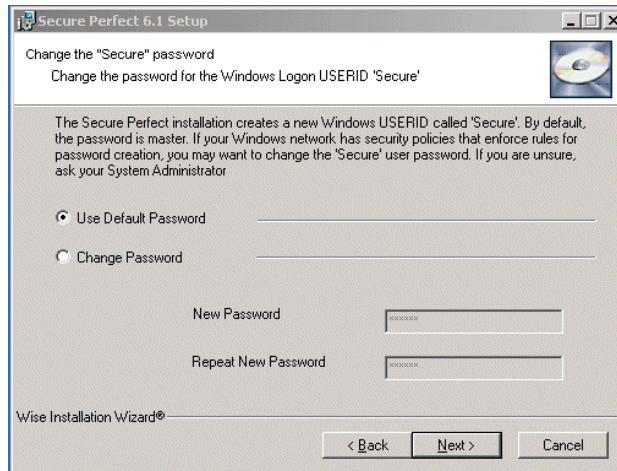 Secure Perfect 6.1 Setup
Change the "Secure" password
Change the password for the Windows Logon USERID 'Secure'
The Secure Perfect installation creates a new Windows USERID called 'Secure'. By default,
the password is master. If your Windows network has security policies that enforce rules for
password creation, you may want to change the 'Secure' user password. If you are unsure,
ask your System Administrator
Use Default Password
Change Password
New Password
xxxxxx
Repeat New Password
xxxxxx
Wise Installation Wizard®
< Back
Next >
Cancel